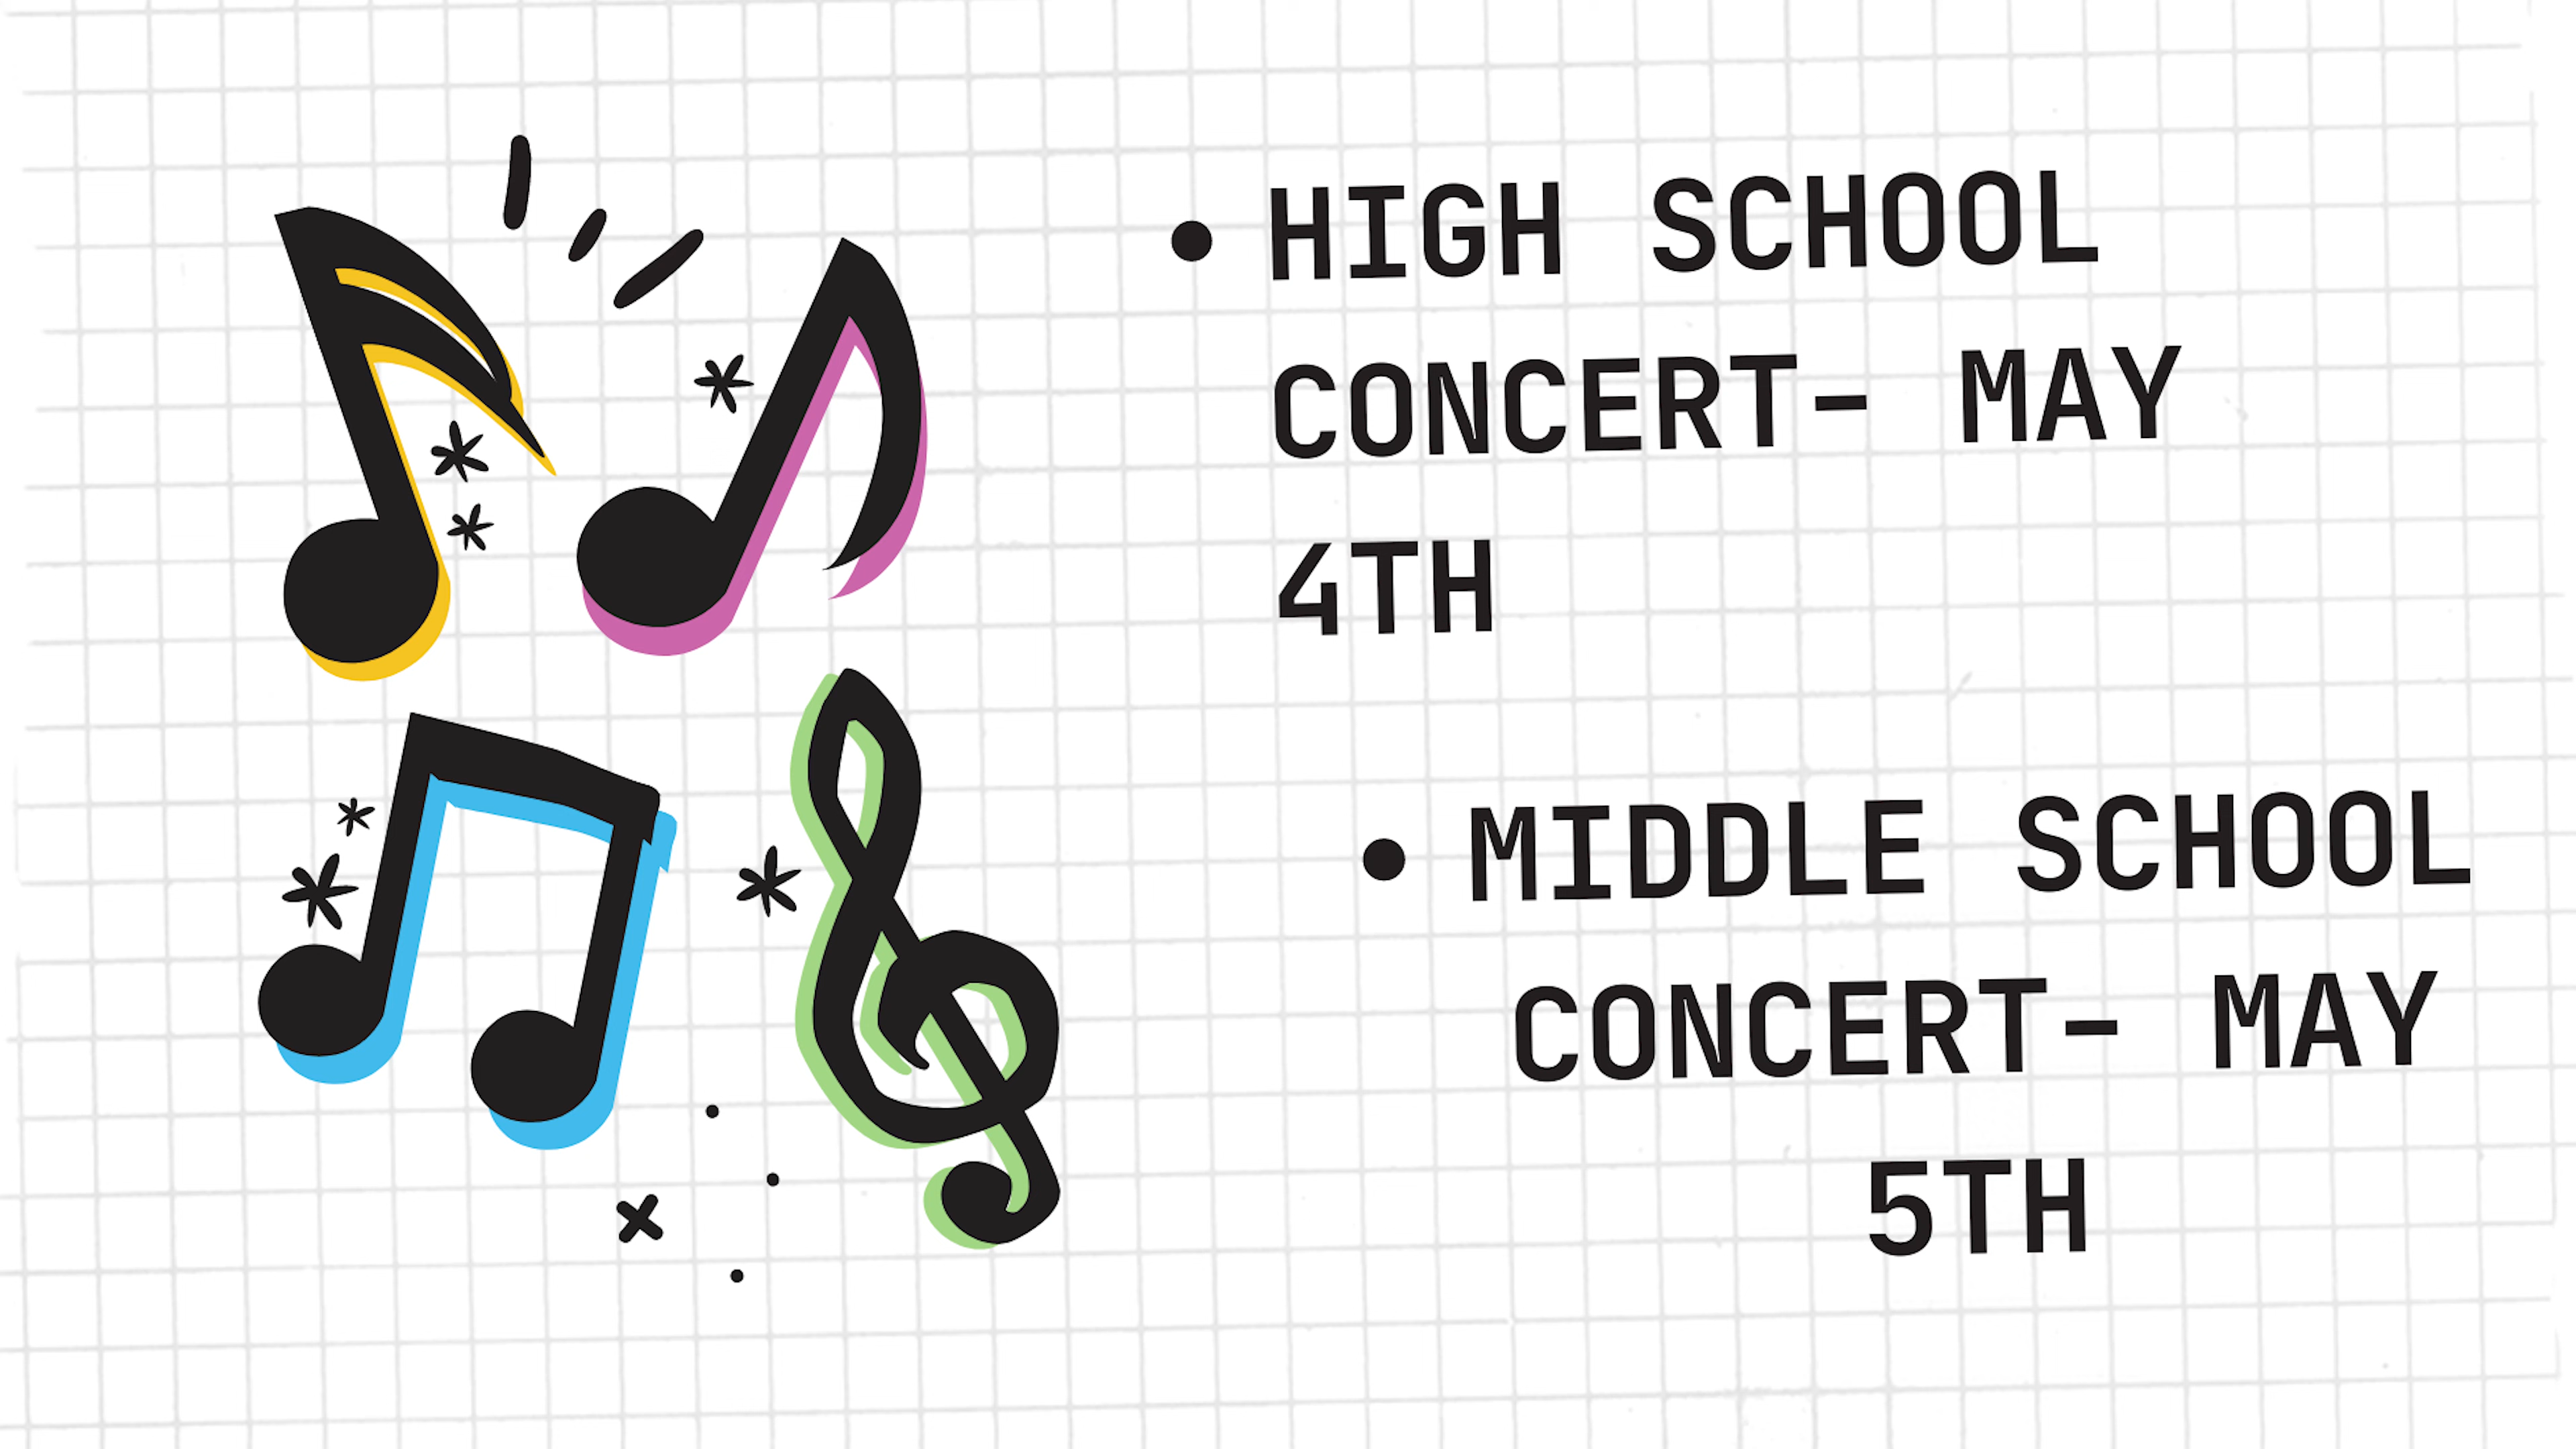 • HIGH SCHOOL
CONCERT- MAY
4TH
• MIDDLE SCHOOL
CONCERT- MAY
5TH